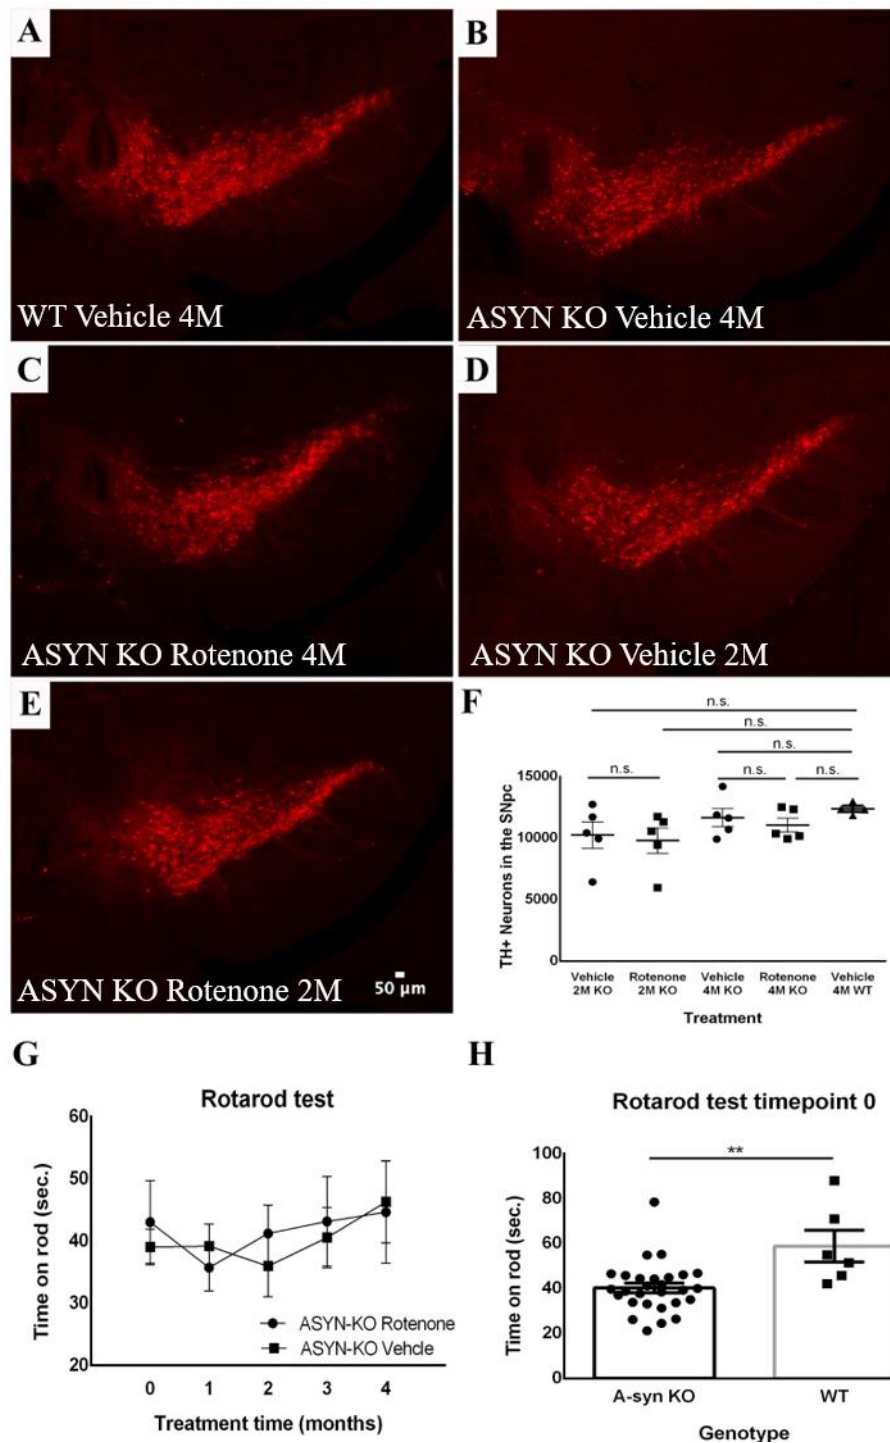 A
WT Vehicle 4M
B
ASYN KO Vehicle 4M
C
ASYN KO Rotenone 4M
D
ASYN KO Vehicle 2M
E
ASYN KO Rotenone 2M
50 µm
F
n.s.
n.s.
n.s.
n.s.
n.s.
n.s.
TH+ Neurons in the SNpc
15000
10000
5000
0
Vehicle
2M KO
Rotenone
2M KO
Vehicle
4M KO
Rotenone
4M KO
Vehicle
4M WT
Treatment
G
Rotarod test
Time on rod (sec.)
60
50
40
30
20
ASYN-KO Rotenone
ASYN-KO Vehcle
0 1 2 3 4
Treatment time (months)
H
Rotarod test timepoint 0
**
Time on rod (sec.)
100
80
60
40
20
0
A-syn KO
WT
Genotype